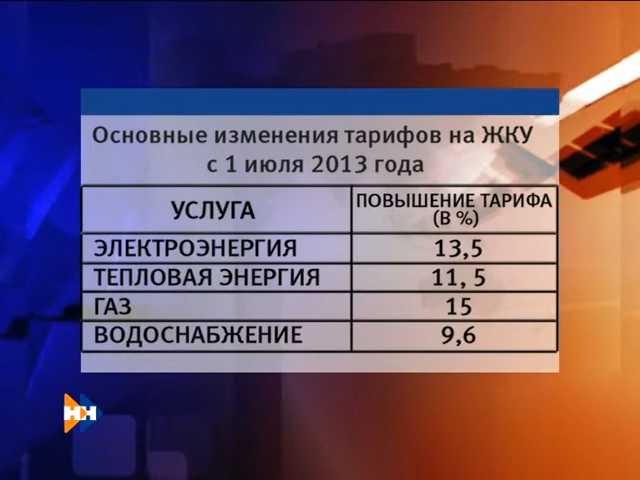 Основные изменения тарифов на ЖКУ
с 1 июля 2013 года
УСЛУГА
ПОВЫШЕНИЕ ТАРИФА
(В %)
ЭЛЕКТРОЭНЕРГИЯ 13,5
ТЕПЛОВАЯ ЭНЕРГИЯ 11, 5
ГАЗ 15
ВОДОСНАБЖЕНИЕ 9,6
НН